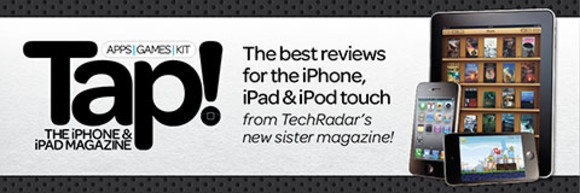 APPS|GAMES|KIT
Tap!
THE iPHONE &
iPAD MAGAZINE
The best reviews
for the iPhone,
iPad & iPod touch
from TechRadar's
new sister magazine!